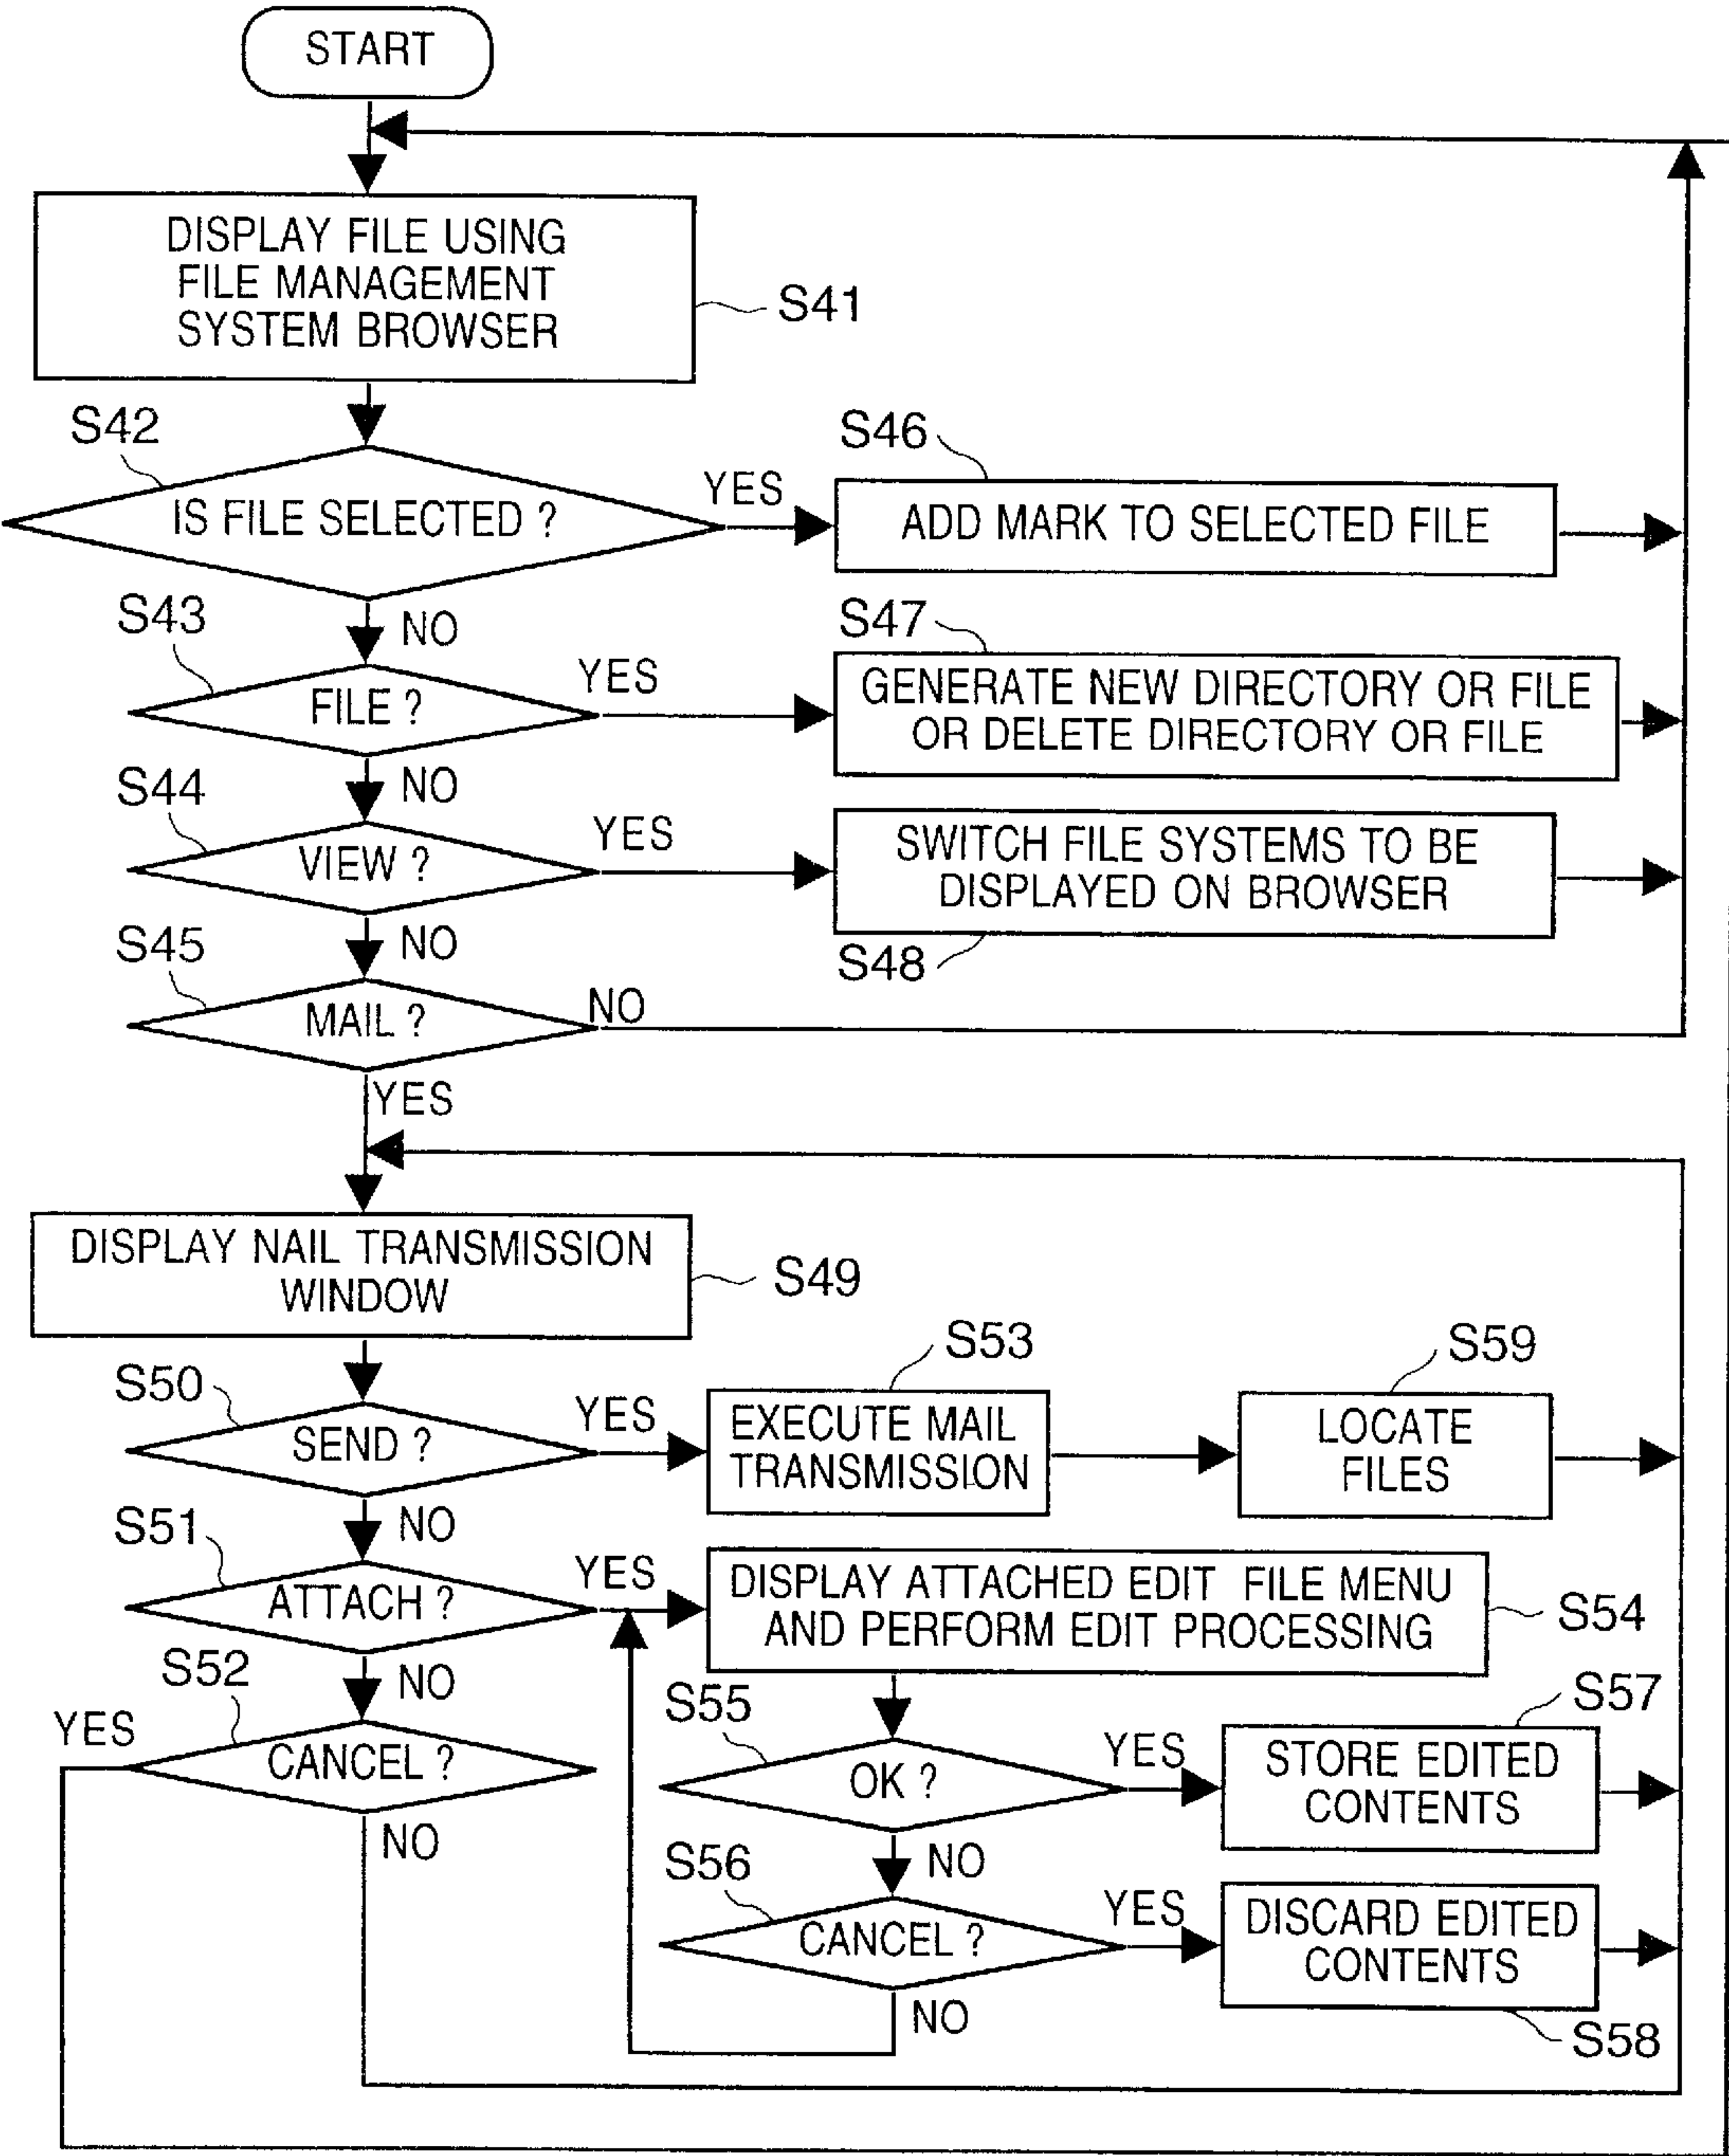 START
DISPLAY FILE USING
FILE MANAGEMENT
SYSTEM BROWSER
S41
S42
IS FILE SELECTED ?
YES
S46
ADD MARK TO SELECTED FILE
NO
S43
FILE ?
YES
S47
GENERATE NEW DIRECTORY OR FILE
OR DELETE DIRECTORY OR FILE
NO
S44
VIEW ?
YES
SWITCH FILE SYSTEMS TO BE
DISPLAYED ON BROWSER
S48
NO
S45
MAIL ?
NO
YES
DISPLAY NAIL TRANSMISSION
WINDOW
S49
S50
SEND ?
YES
S53
EXECUTE MAIL
TRANSMISSION
S59
LOCATE
FILES
NO
S51
ATTACH ?
YES
DISPLAY ATTACHED EDIT FILE MENU
AND PERFORM EDIT PROCESSING
S54
NO
S52
YES
CANCEL ?
NO
S55
OK ?
YES
S57
STORE EDITED
CONTENTS
NO
S56
CANCEL ?
YES
DISCARD EDITED
CONTENTS
S58
NO